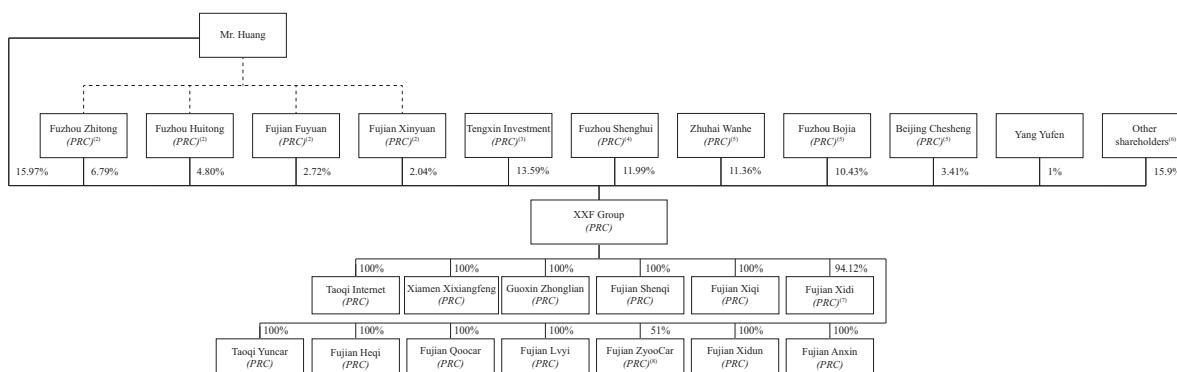 Mr. Huang
Fuzhou Zhitong
(PRC)(2)
Fuzhou Huitong
(PRC)(2)
Fujian Fuyuan
(PRC)(2)
Fujian Xinyuan
(PRC)(2)
Tengxin Investment
(PRC)(3)
Fuzhou Shenghui
(PRC)(4)
Zhuhai Wanhe
(PRC)(5)
Fuzhou Bojia
(PRC)(5)
Beijing Chesheng
(PRC)(5)
Yang Yufen
Other
shareholders(6)
15.97%
6.79%
4.80%
2.72%
2.04%
13.59%
11.99%
11.36%
10.43%
3.41%
1%
15.9%
XXF Group
(PRC)
100%
100%
100%
100%
100%
94.12%
Taoqi Internet
(PRC)
Xiamen Xixiangfeng
(PRC)
Guoxin Zhonglian
(PRC)
Fujian Shenqi
(PRC)
Fujian Xiqi
(PRC)
Fujian Xidi
(PRC)(7)
100%
100%
100%
100%
51%
100%
100%
Taoqi Yuncar
(PRC)
Fujian Heqi
(PRC)
Fujian Qoocar
(PRC)
Fujian Lvyi
(PRC)
Fujian ZyooCar
(PRC)(8)
Fujian Xidun
(PRC)
Fujian Anxin
(PRC)